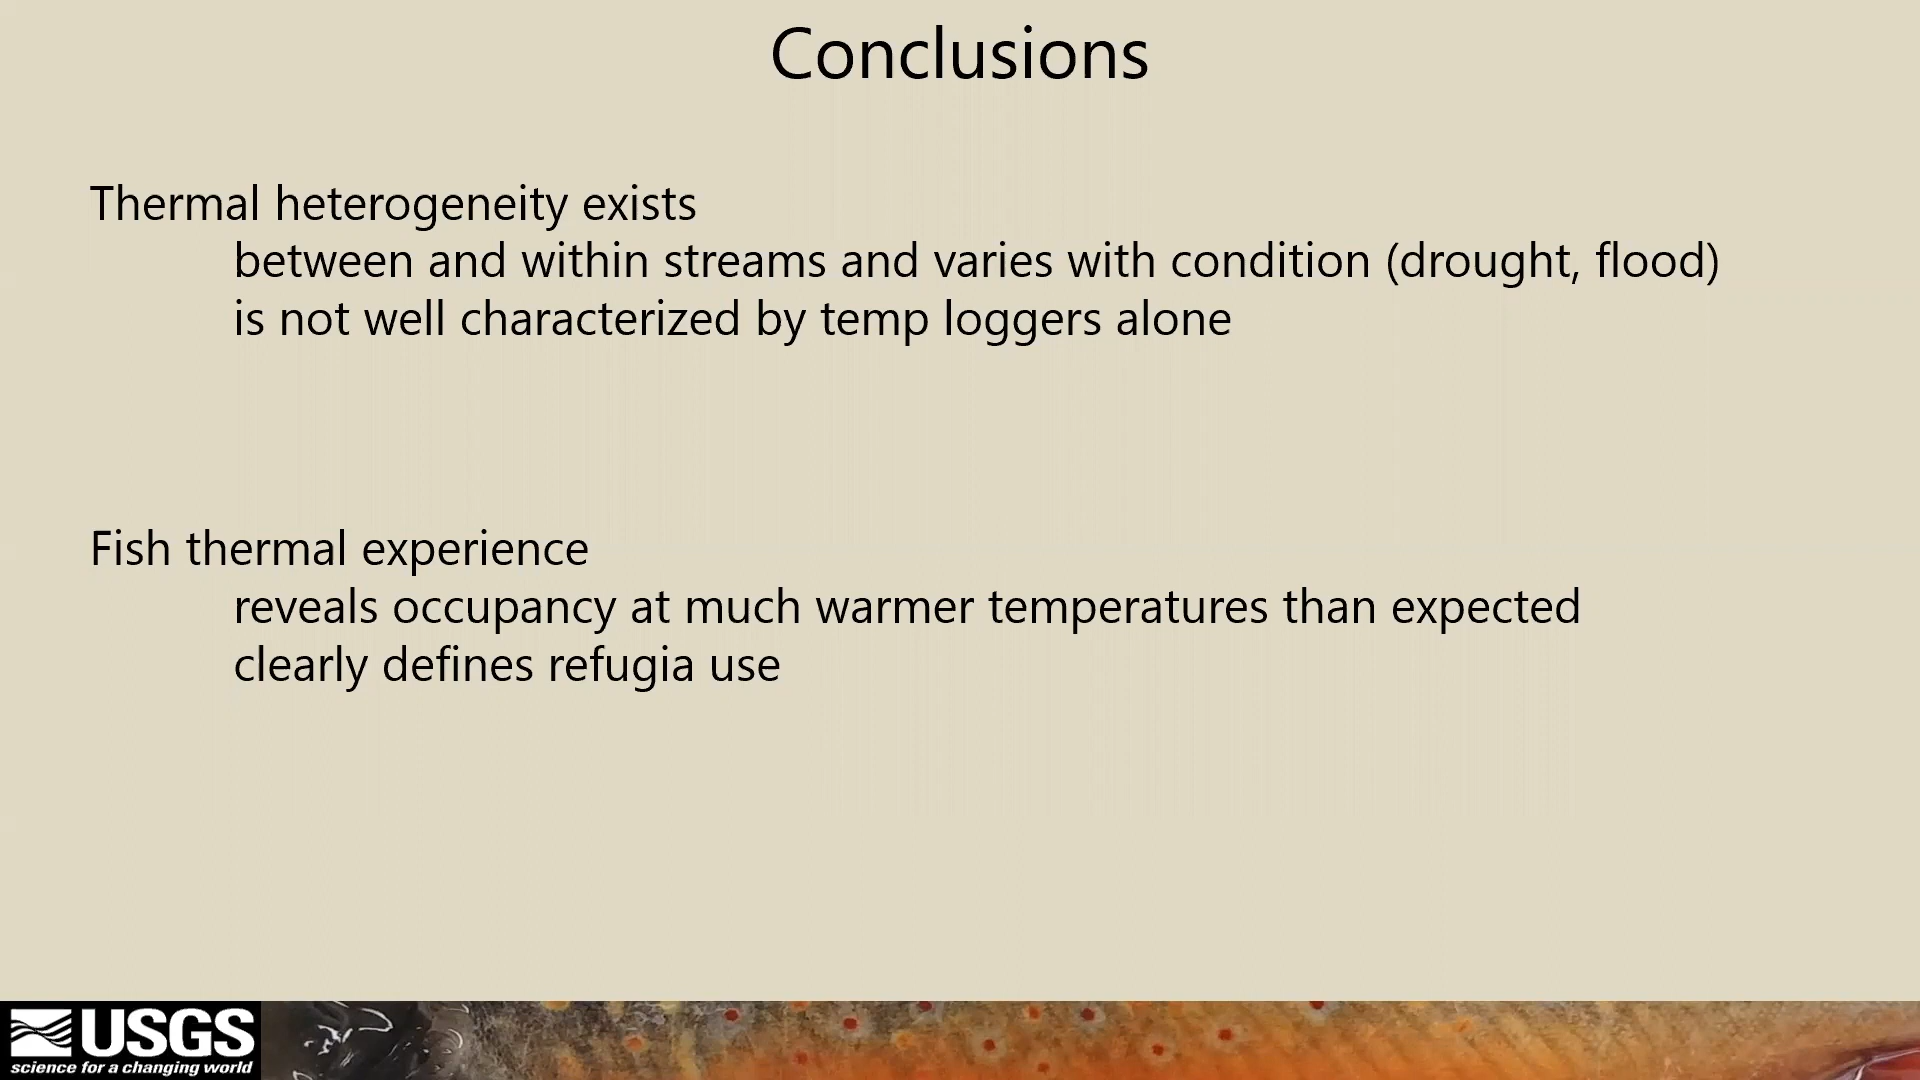 Conclusions
Thermal heterogeneity exists
between and within streams and varies with condition (drought, flood)
is not well characterized by temp loggers alone
Fish thermal experience
reveals occupancy at much warmer temperatures than expected
clearly defines refugia use
USGS
science for a changing world